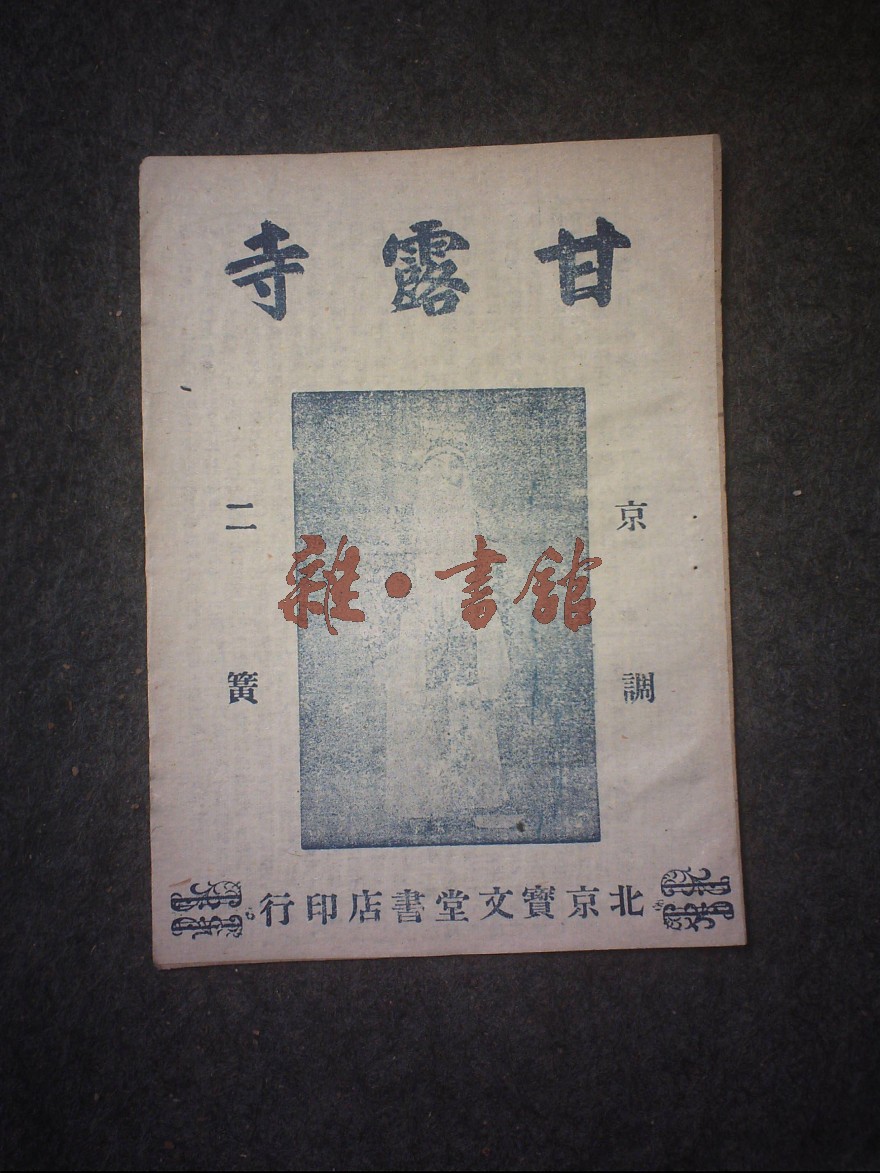 甘露寺
京調
二簧
雜·書館
北京寶文堂書店印行